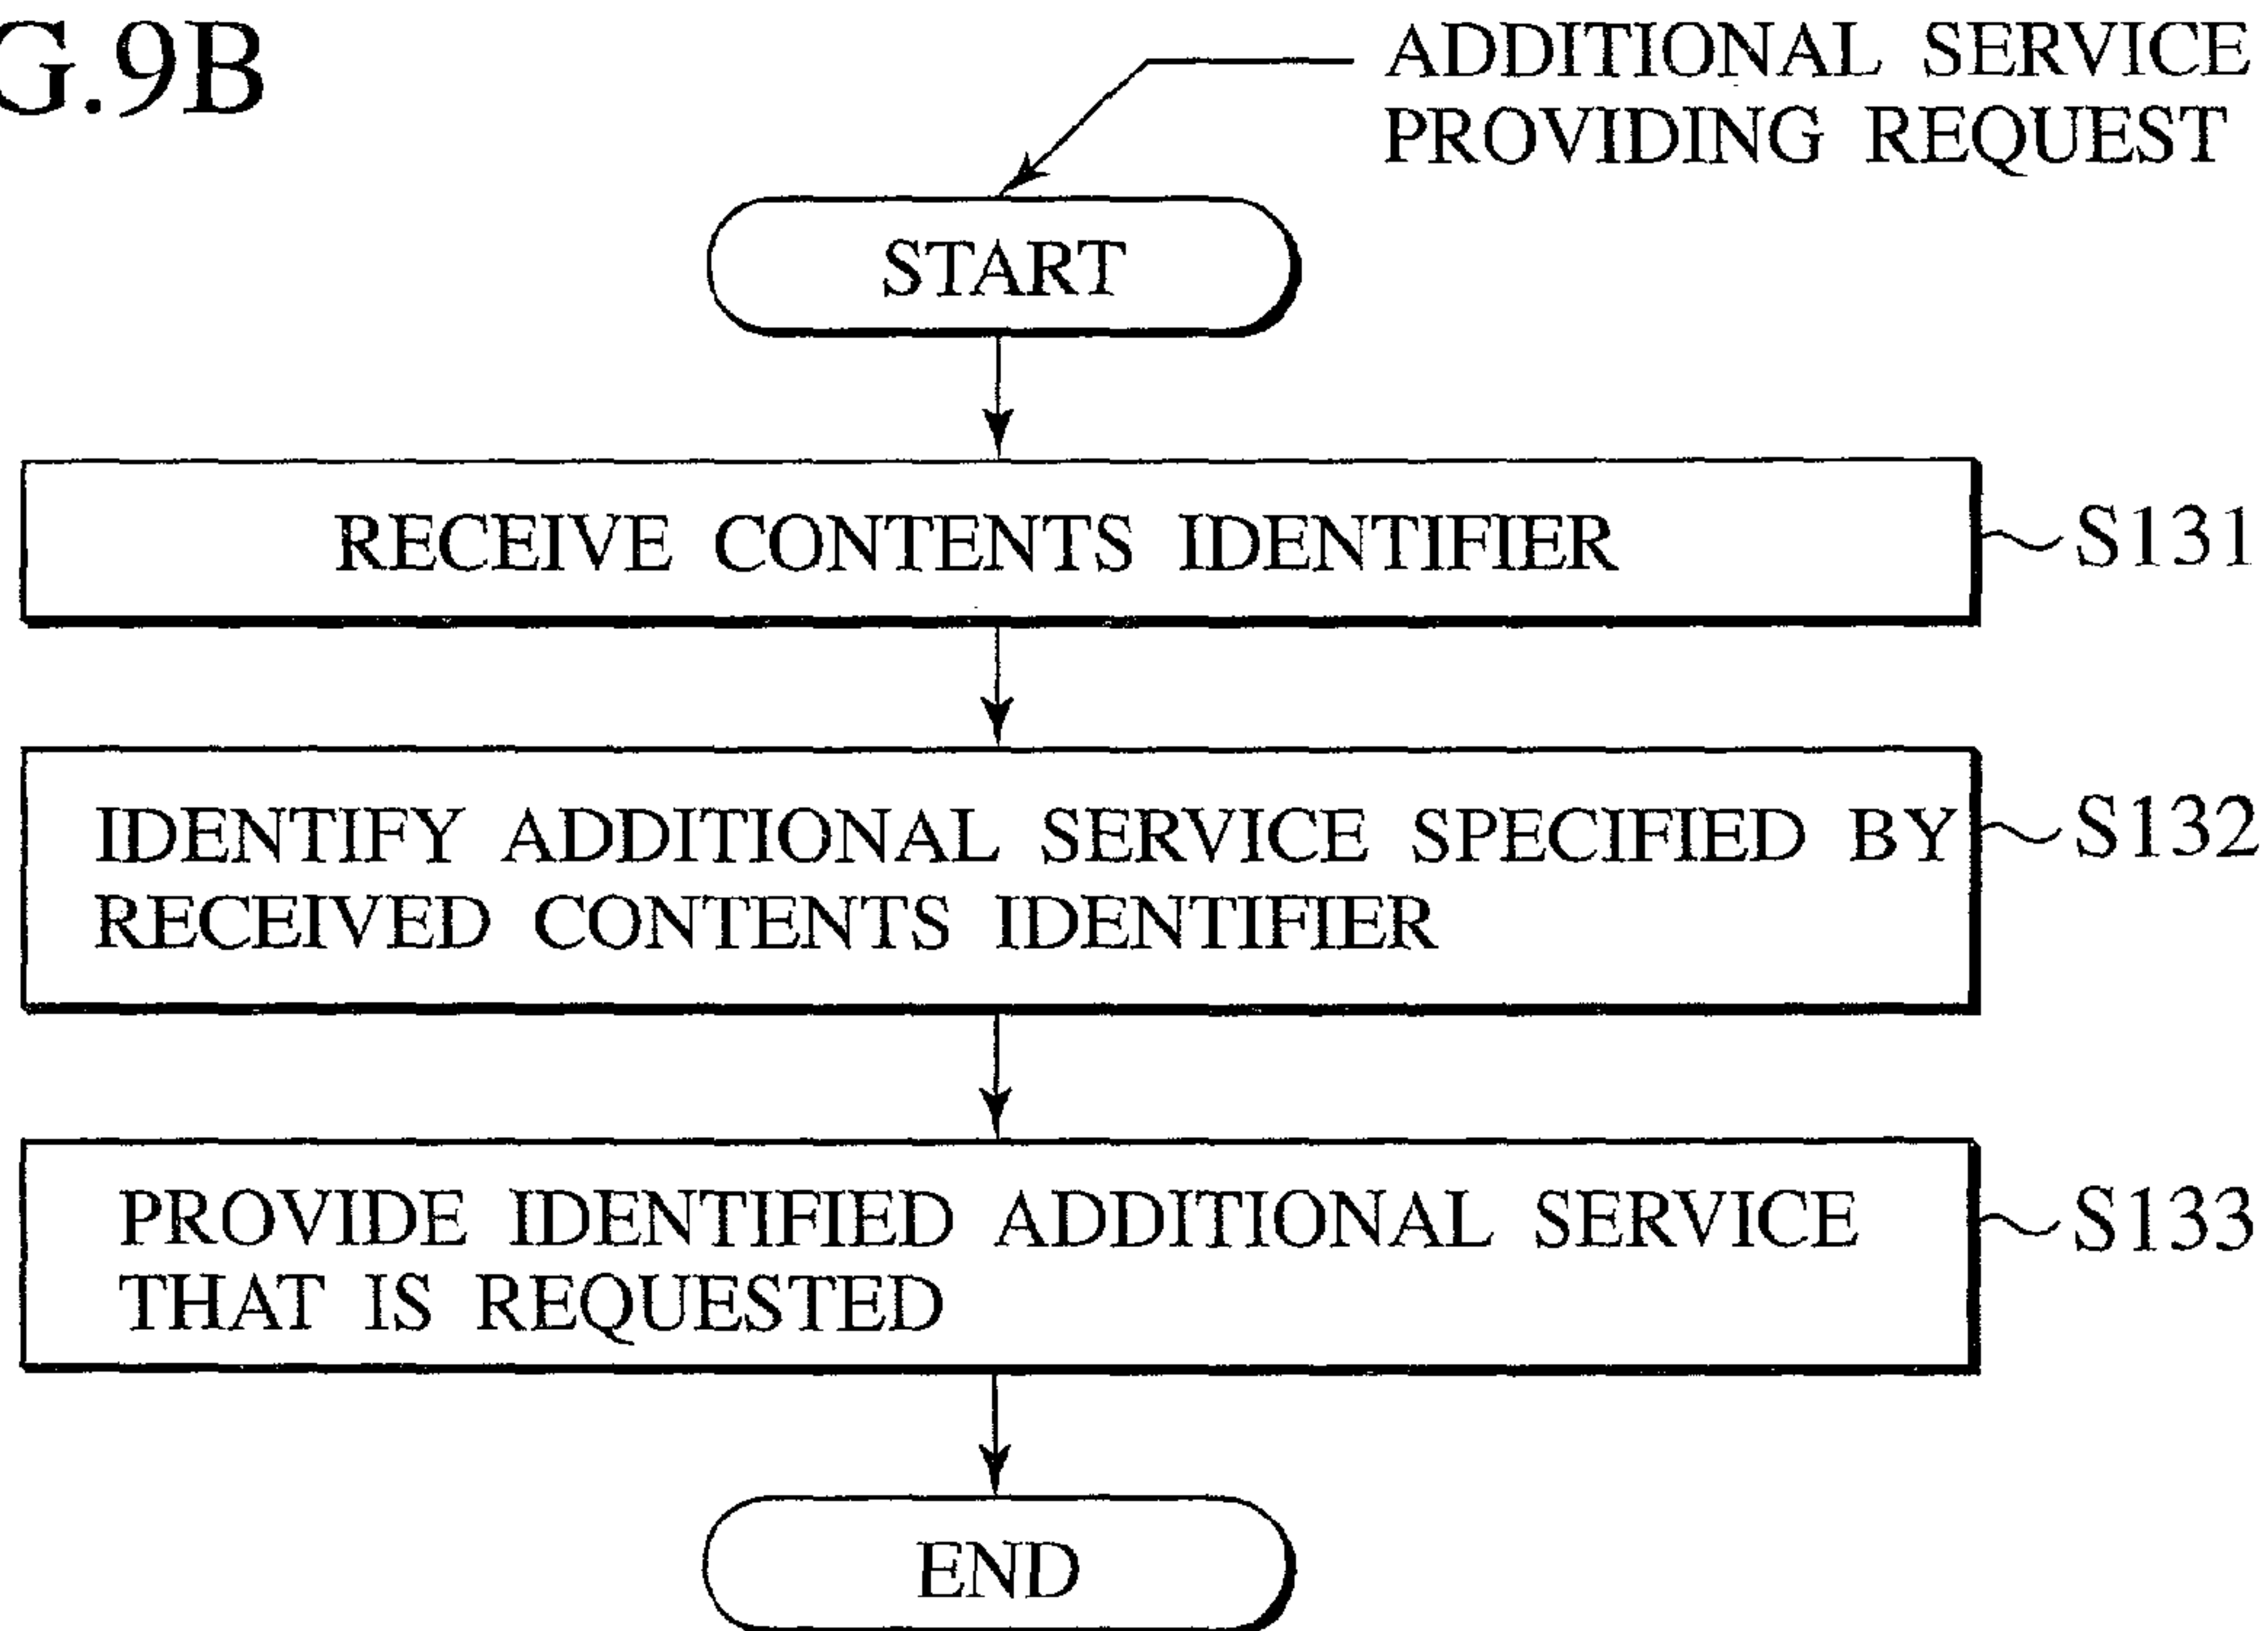 G.9B
ADDITIONAL SERVICE
PROVIDING REQUEST
START
RECEIVE CONTENTS IDENTIFIER
S131
IDENTIFY ADDITIONAL SERVICE SPECIFIED BY
RECEIVED CONTENTS IDENTIFIER
S132
PROVIDE IDENTIFIED ADDITIONAL SERVICE
THAT IS REQUESTED
S133
END